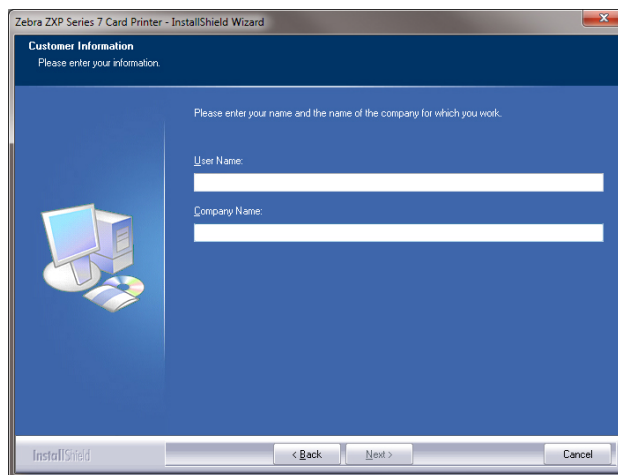 Zebra ZXP Series 7 Card Printer - InstallShield Wizard
Customer Information
Please enter your information.
Please enter your name and the name of the company for which you work.
User Name:
Company Name:
InstallShield
< Back
Next >
Cancel